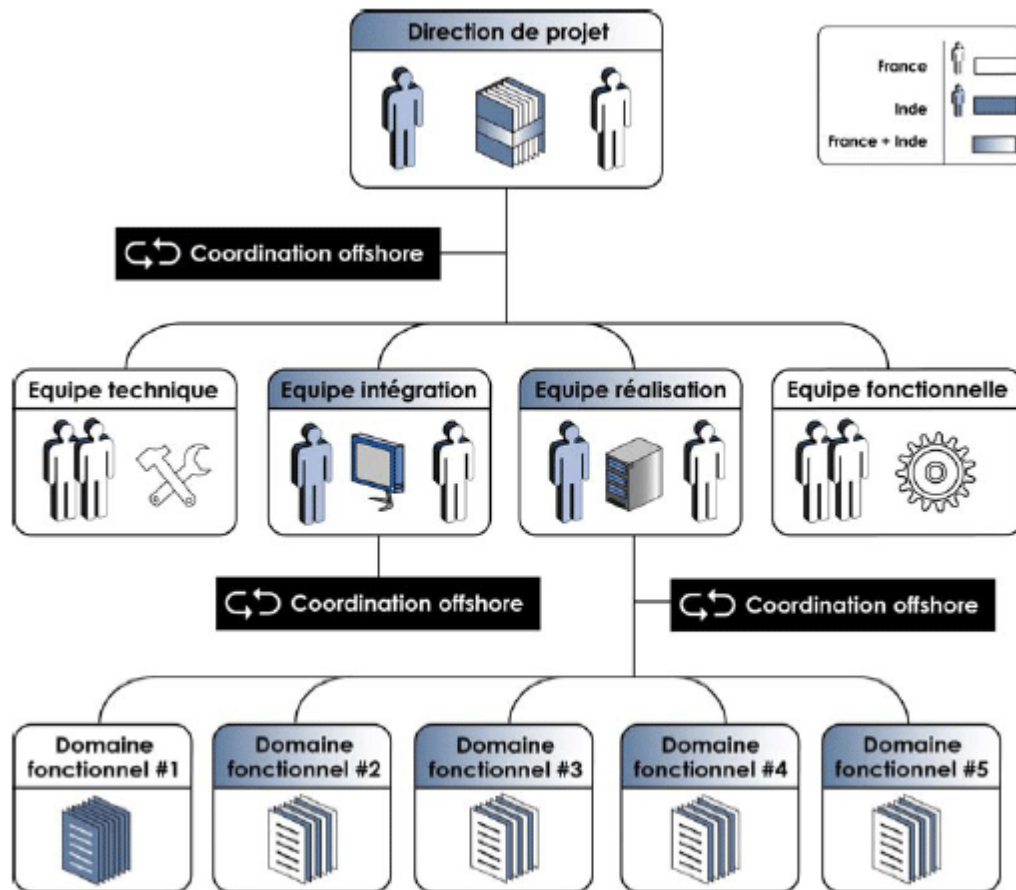 Direction de projet
France
Inde
France + Inde
Coordination offshore
Equipe technique
Equipe intégration
Equipe réalisation
Equipe fonctionnelle
Coordination offshore
Coordination offshore
Domaine
fonctionnel #1
Domaine
fonctionnel #2
Domaine
fonctionnel #3
Domaine
fonctionnel #4
Domaine
fonctionnel #5